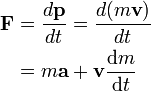 F = dp/dt = d(mv)/dt
= ma + v dm/dt